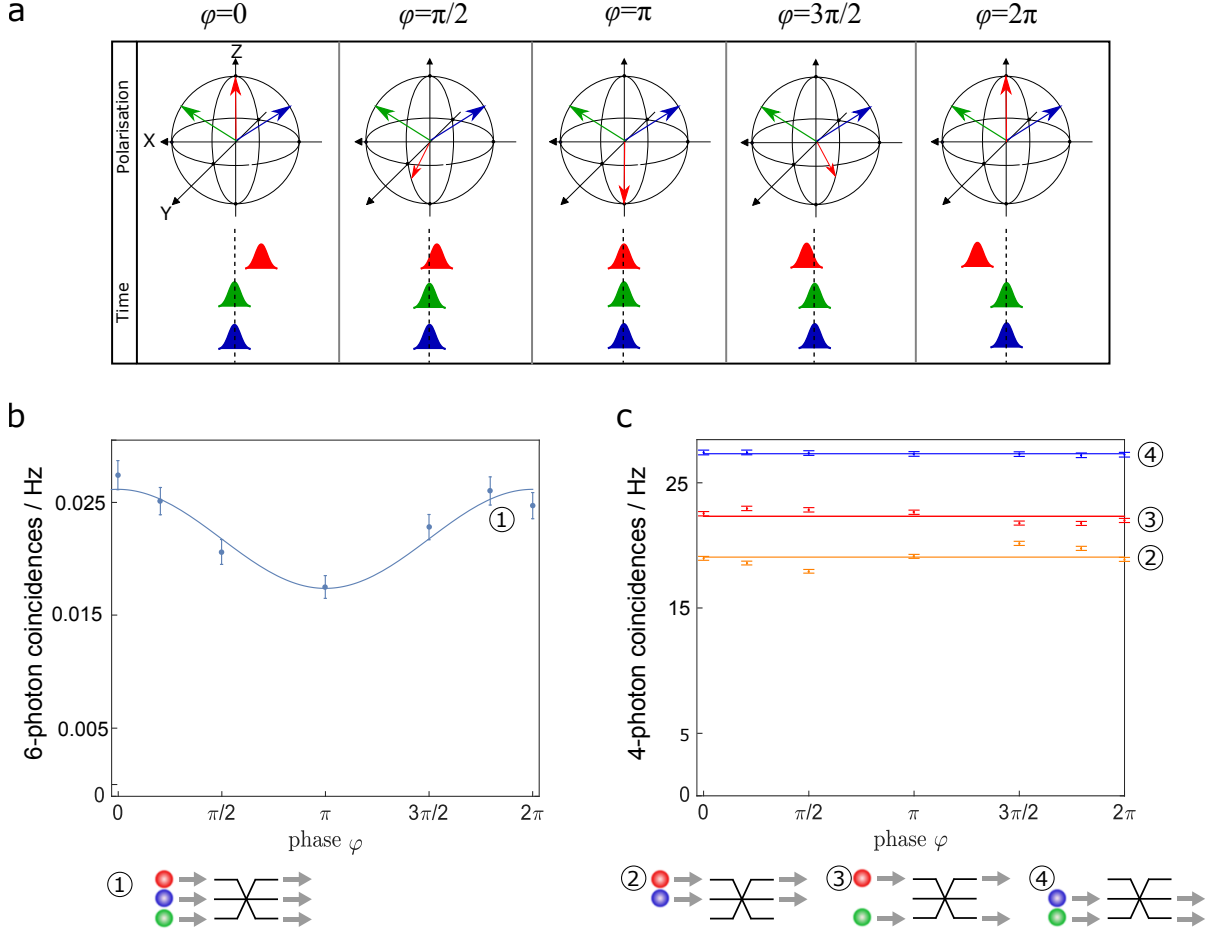 a
φ=0 φ=π/2 φ=π φ=3π/2 φ=2π
Polarisation
Z
X
Y
Time
b
6-photon coincidences / Hz
0.025
0.015
0.005
0
①
0 π/2 π 3π/2 2π
phase φ
①
c
4-photon coincidences / Hz
25
15
5
0
④
③
②
0 π/2 π 3π/2 2π
phase φ
② ③ ④